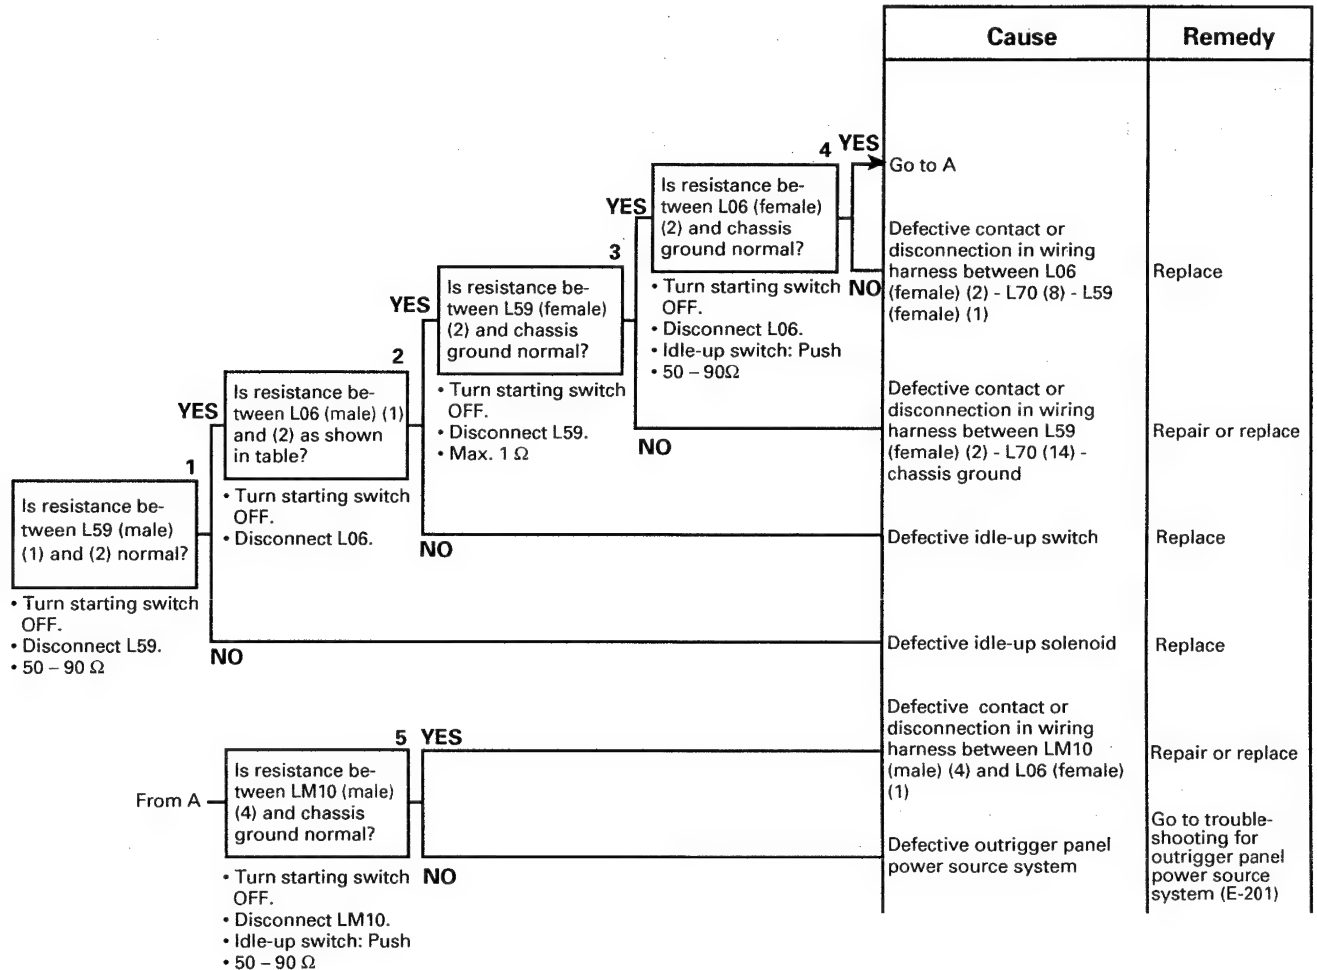 Cause
Remedy
4 YES
Go to A
Is resistance be-
tween L06 (female)
(2) and chassis
ground normal?
YES
• Turn starting switch
OFF.
• Disconnect L06.
• Idle-up switch: Push
• 50 – 90Ω
NO
Defective contact or
disconnection in wiring
harness between L06
(female) (2) - L70 (8) - L59
(female) (1)
Replace
3
YES
Is resistance be-
tween L59 (female)
(2) and chassis
ground normal?
• Turn starting switch
OFF.
• Disconnect L59.
• Max. 1 Ω
NO
Defective contact or
disconnection in wiring
harness between L59
(female) (2) - L70 (14) -
chassis ground
Repair or replace
2
YES
Is resistance be-
tween L06 (male) (1)
and (2) as shown
in table?
• Turn starting switch
OFF.
• Disconnect L06.
NO
Defective idle-up switch
Replace
1
Is resistance be-
tween L59 (male)
(1) and (2) normal?
• Turn starting switch
OFF.
• Disconnect L59.
• 50 – 90 Ω
NO
Defective idle-up solenoid
Replace
5 YES
From A
Is resistance be-
tween LM10 (male)
(4) and chassis
ground normal?
• Turn starting switch
OFF.
• Disconnect LM10.
• Idle-up switch: Push
• 50 – 90 Ω
Defective contact or
disconnection in wiring
harness between LM10
(male) (4) and L06 (female)
(1)
Repair or replace
NO
Defective outrigger panel
power source system
Go to trouble-
shooting for
outrigger panel
power source
system (E-201)